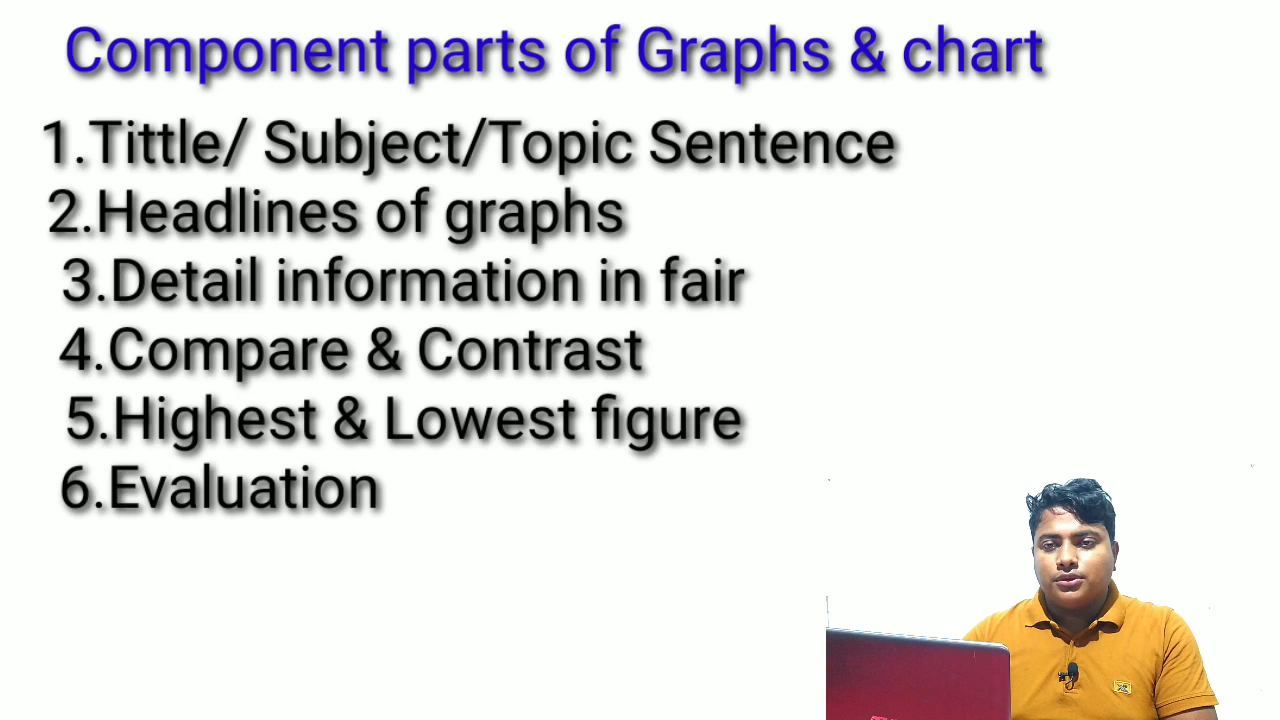 Component parts of Graphs & chart
1.Tittle/ Subject/Topic Sentence
2.Headlines of graphs
3.Detail information in fair
4.Compare & Contrast
5.Highest & Lowest figure
6.Evaluation